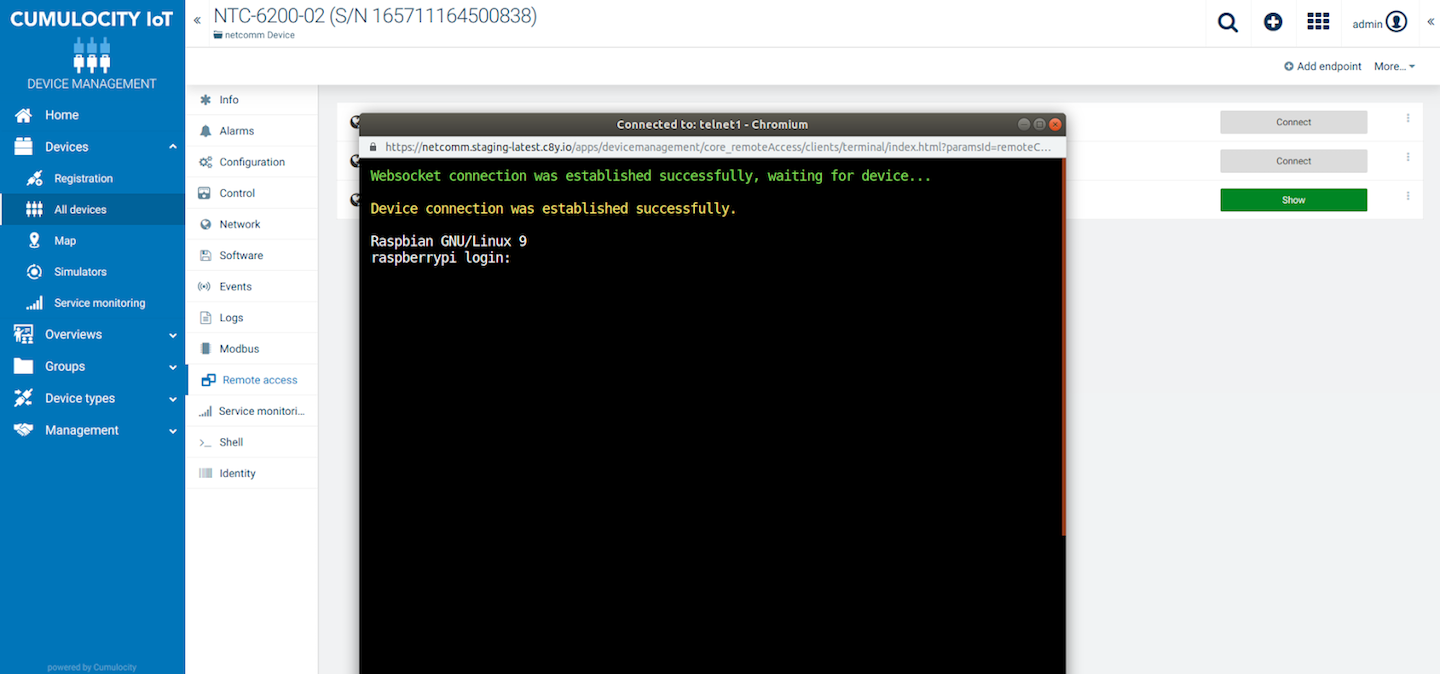 CUMULOCITY IoT
DEVICE MANAGEMENT
Home
Devices
Registration
All devices
Map
Simulators
Service monitoring
Overviews
Groups
Device types
Management
powered by Cumulocity
«
NTC-6200-02 (S/N 165711164500838)
netcomm Device
admin
«
Add endpoint
More...
Info
Alarms
Configuration
Control
Network
Software
Events
Logs
Modbus
Remote access
Service monitori...
Shell
Identity
Connect
Connect
Show
Connected to: telnet1 - Chromium
https://netcomm.staging-latest.c8y.io/apps/devicemanagement/core_remoteAccess/clients/terminal/index.html?paramsId=remoteC...
Websocket connection was established successfully, waiting for device...
Device connection was established successfully.
Raspbian GNU/Linux 9
raspberrypi login: